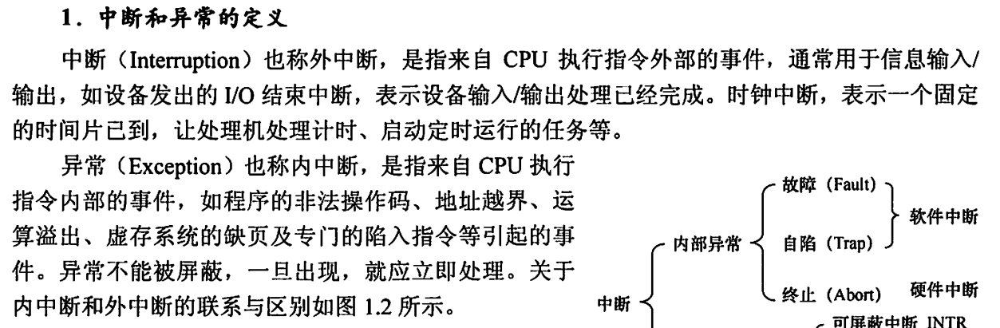 1. 中断和异常的定义
中断（Interruption）也称外中断，是指来自 CPU 执行指令外部的事件，通常用于信息输入/
输出，如设备发出的 I/O 结束中断，表示设备输入/输出处理已经完成。时钟中断，表示一个固定
的时间片已到，让处理机处理计时、启动定时运行的任务等。
异常（Exception）也称内中断，是指来自 CPU 执行
指令内部的事件，如程序的非法操作码、地址越界、运
算溢出、虚存系统的缺页及专门的陷入指令等引起的事
件。异常不能被屏蔽，一旦出现，就应立即处理。关于
内中断和外中断的联系与区别如图 1.2 所示。
故障（Fault）
软件中断
内部异常
自陷（Trap）
终止（Abort）
硬件中断
中断
可屏蔽中断 INTR